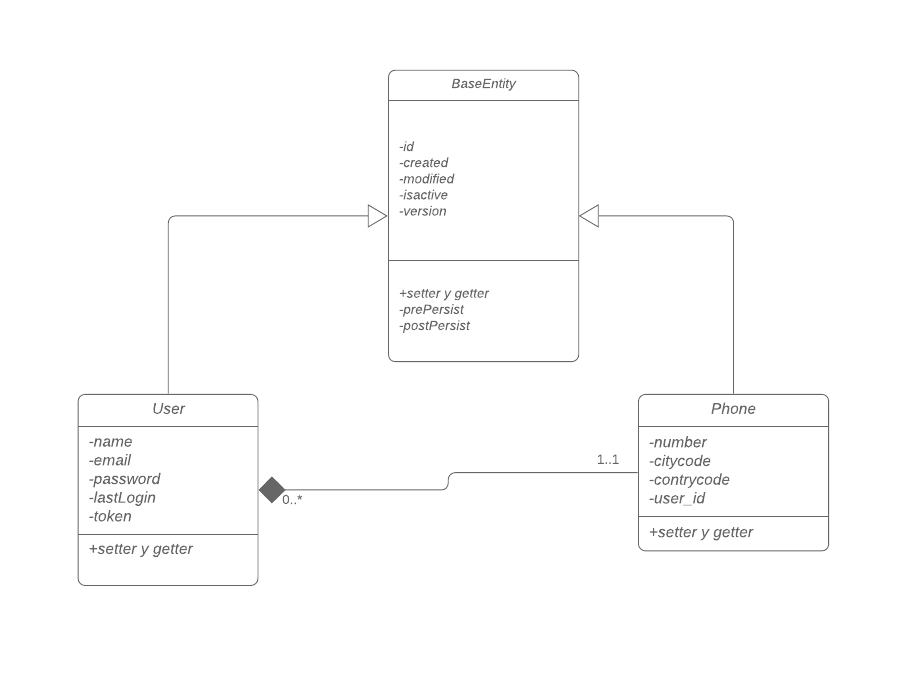 BaseEntity
-id
-created
-modified
-isactive
-version
+setter y getter
-prePersist
-postPersist
User
-name
-email
-password
-lastLogin
-token
+setter y getter
0..*
1..1
Phone
-number
-citycode
-contrycode
-user_id
+setter y getter